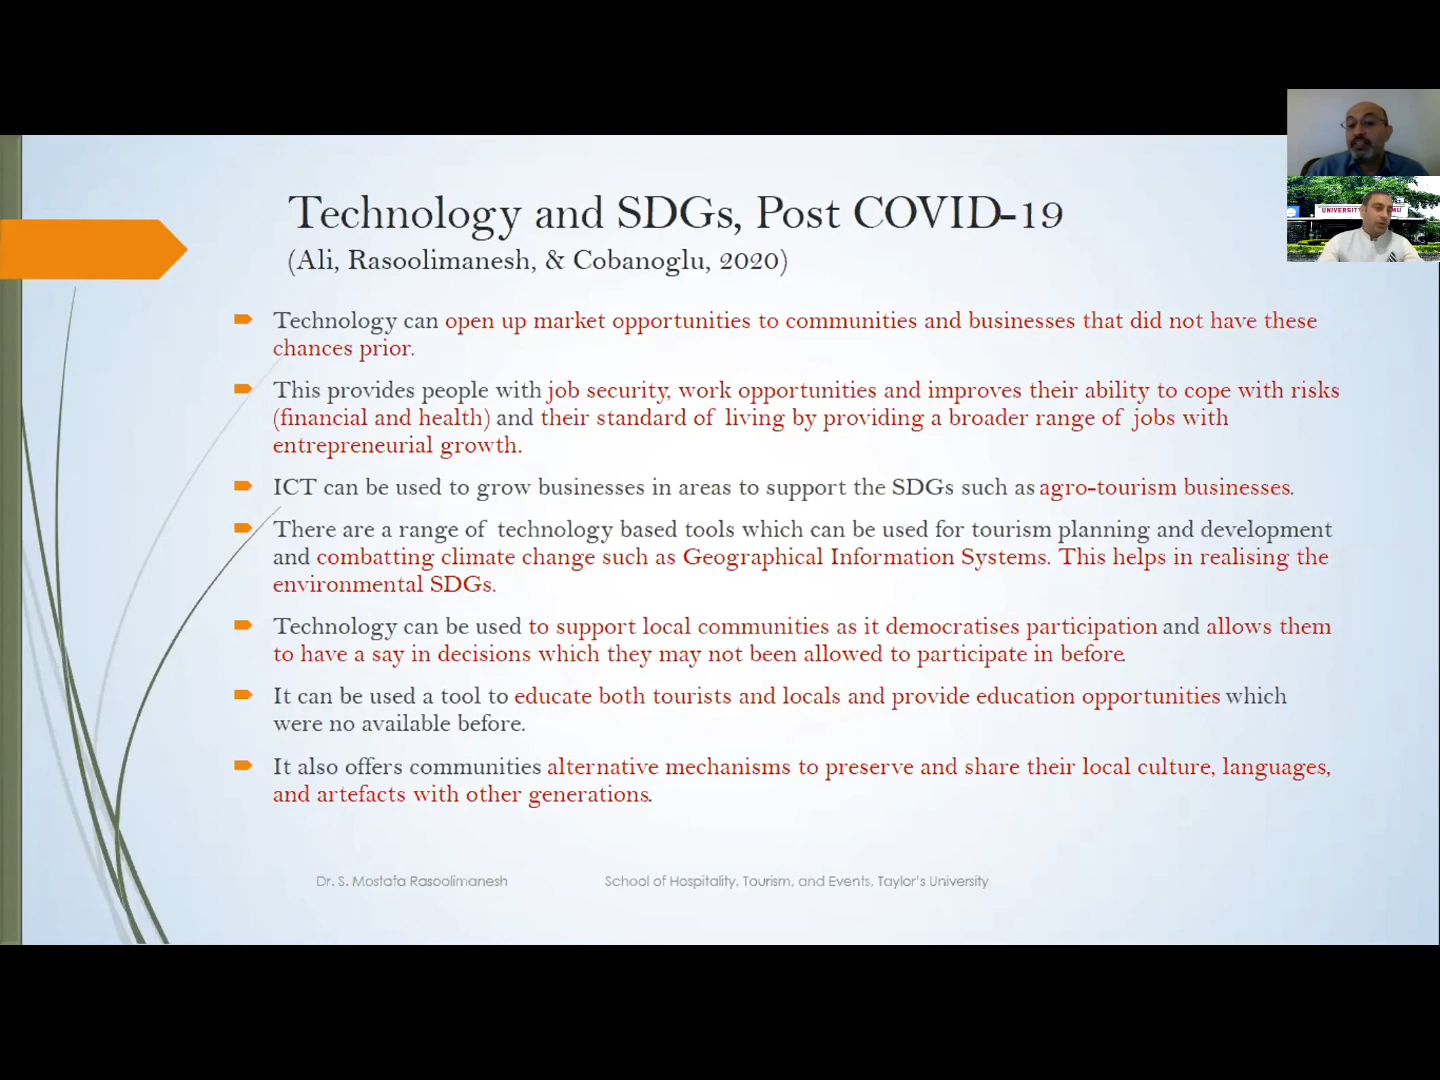 Technology and SDGs, Post COVID-19
(Ali, Rasoolimanesh, & Cobanoglu, 2020)
Technology can open up market opportunities to communities and businesses that did not have these
chances prior.
This provides people with job security, work opportunities and improves their ability to cope with risks
(financial and health) and their standard of living by providing a broader range of jobs with
entrepreneurial growth.
ICT can be used to grow businesses in areas to support the SDGs such as agro-tourism businesses.
There are a range of technology based tools which can be used for tourism planning and development
and combatting climate change such as Geographical Information Systems. This helps in realising the
environmental SDGs.
Technology can be used to support local communities as it democratises participation and allows them
to have a say in decisions which they may not been allowed to participate in before.
It can be used a tool to educate both tourists and locals and provide education opportunities which
were no available before.
It also offers communities alternative mechanisms to preserve and share their local culture, languages,
and artefacts with other generations.
Dr. S. Mostafa Rasoolimanesh School of Hospitality, Tourism, and Events, Taylor's University
UNIVERSITY